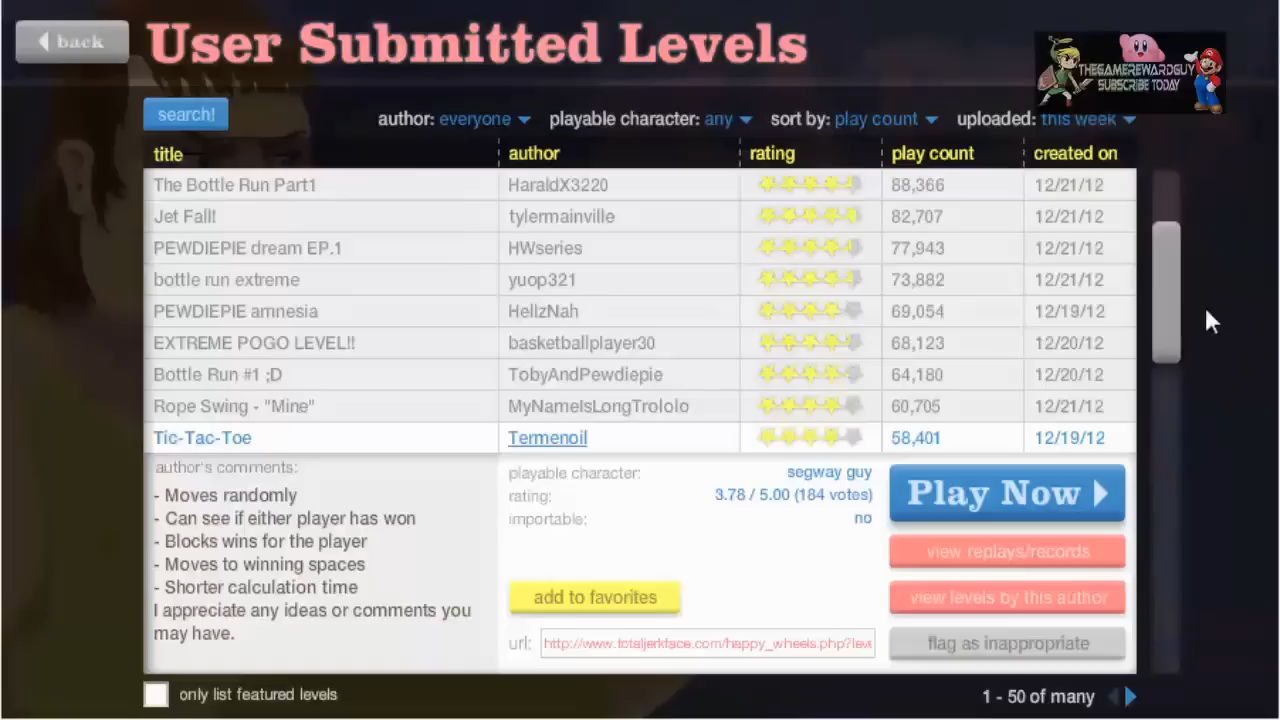 back
User Submitted Levels
THEGAMEREWARDGUY
SUBSCRIBE TODAY
search!
author: everyone playable character: any sort by: play count uploaded: this week
title author rating play count created on
The Bottle Run Part1 HaraldX3220 88,366 12/21/12
Jet Fall! tylermainville 82,707 12/21/12
PEWDIEPIE dream EP.1 HWseries 77,943 12/21/12
bottle run extreme yuop321 73,882 12/21/12
PEWDIEPIE amnesia HellzNah 69,054 12/19/12
EXTREME POGO LEVEL!! basketballplayer30 68,123 12/20/12
Bottle Run #1 ;D TobyAndPewdiepie 64,180 12/20/12
Rope Swing - "Mine" MyNameIsLongTrololo 60,705 12/21/12
Tic-Tac-Toe Termenoil 58,401 12/19/12
author's comments:
- Moves randomly
- Can see if either player has won
- Blocks wins for the player
- Moves to winning spaces
- Shorter calculation time
I appreciate any ideas or comments you
may have.
playable character: segway guy
rating: 3.78 / 5.00 (184 votes)
importable: no
add to favorites
url: http://www.totaljerkface.com/happy_wheels.php?lev
Play Now
view replays/records
view levels by this author
flag as inappropriate
only list featured levels
1 - 50 of many